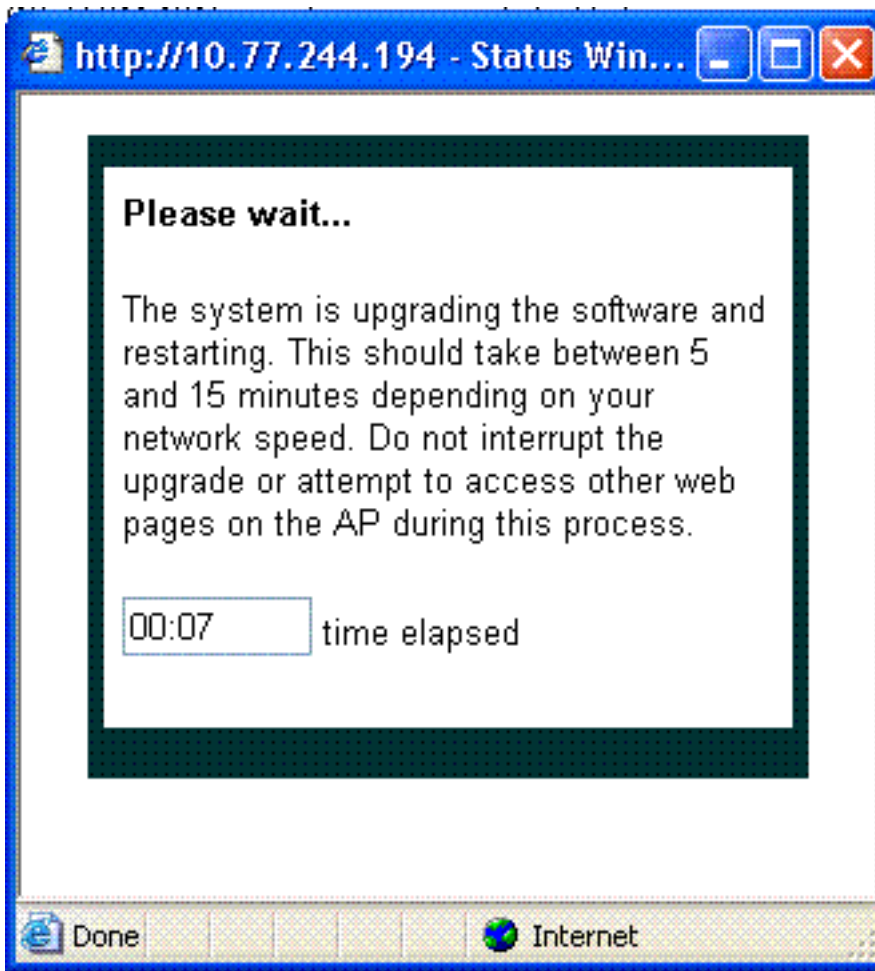 http://10.77.244.194 - Status Win...
Please wait...
The system is upgrading the software and
restarting. This should take between 5
and 15 minutes depending on your
network speed. Do not interrupt the
upgrade or attempt to access other web
pages on the AP during this process.
00:07 time elapsed
Done Internet